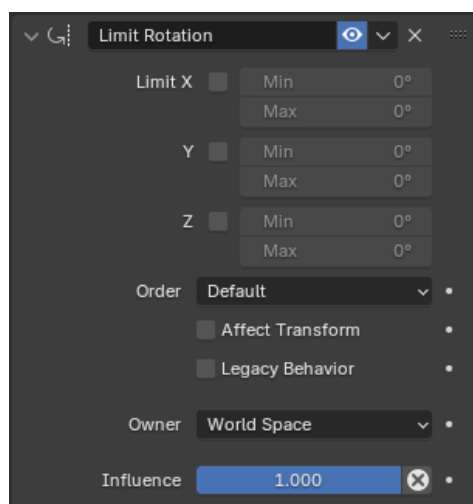 Limit Rotation
Limit X Min 0°
Max 0°
Y Min 0°
Max 0°
Z Min 0°
Max 0°
Order Default
Affect Transform
Legacy Behavior
Owner World Space
Influence 1.000